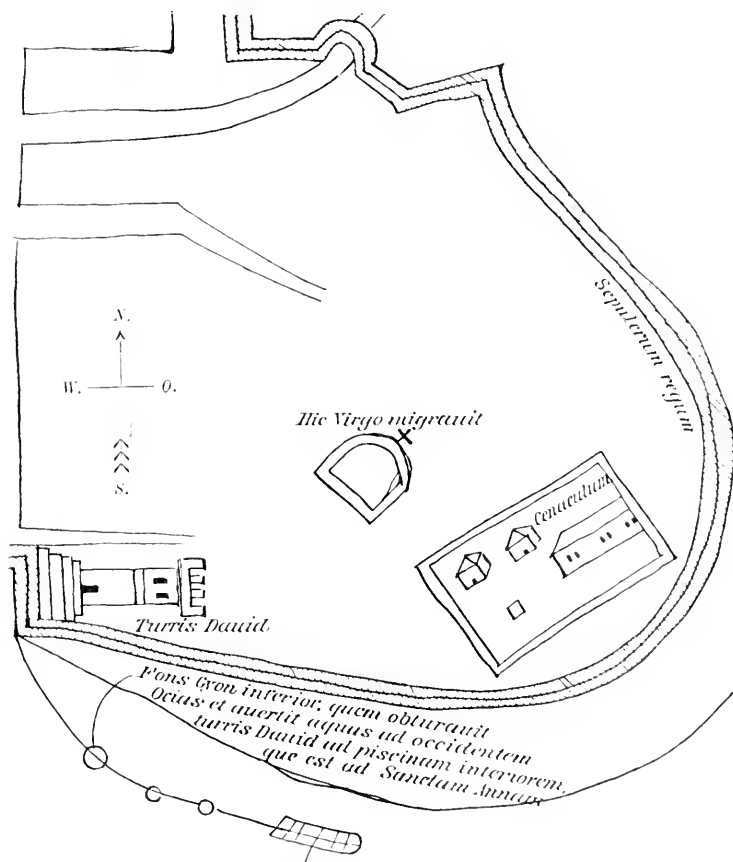 N.
W. O.
S.
Sepulcrum regum
Hic Virgo migrauit
Cenaculum
Turris Dauid
Fons Gyon inferior, quem obturauit
Ocias et auertit aquas ad occidentem
turris Dauid ad piscinam interiorem,
que est ad Sanctam Annam